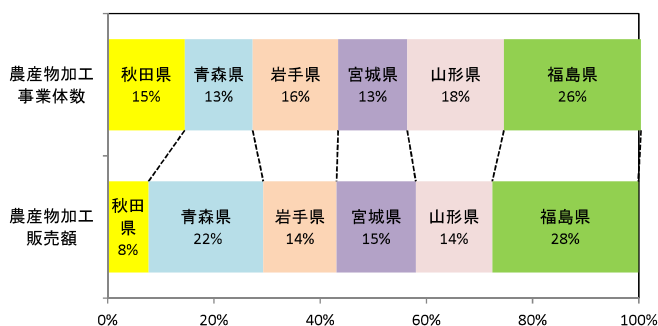 農産物加工
事業体数
秋田県
15%
青森県
13%
岩手県
16%
宮城県
13%
山形県
18%
福島県
26%
農産物加工
販売額
秋田
県
8%
青森県
22%
岩手県
14%
宮城県
15%
山形県
14%
福島県
28%
0%
20%
40%
60%
80%
100%